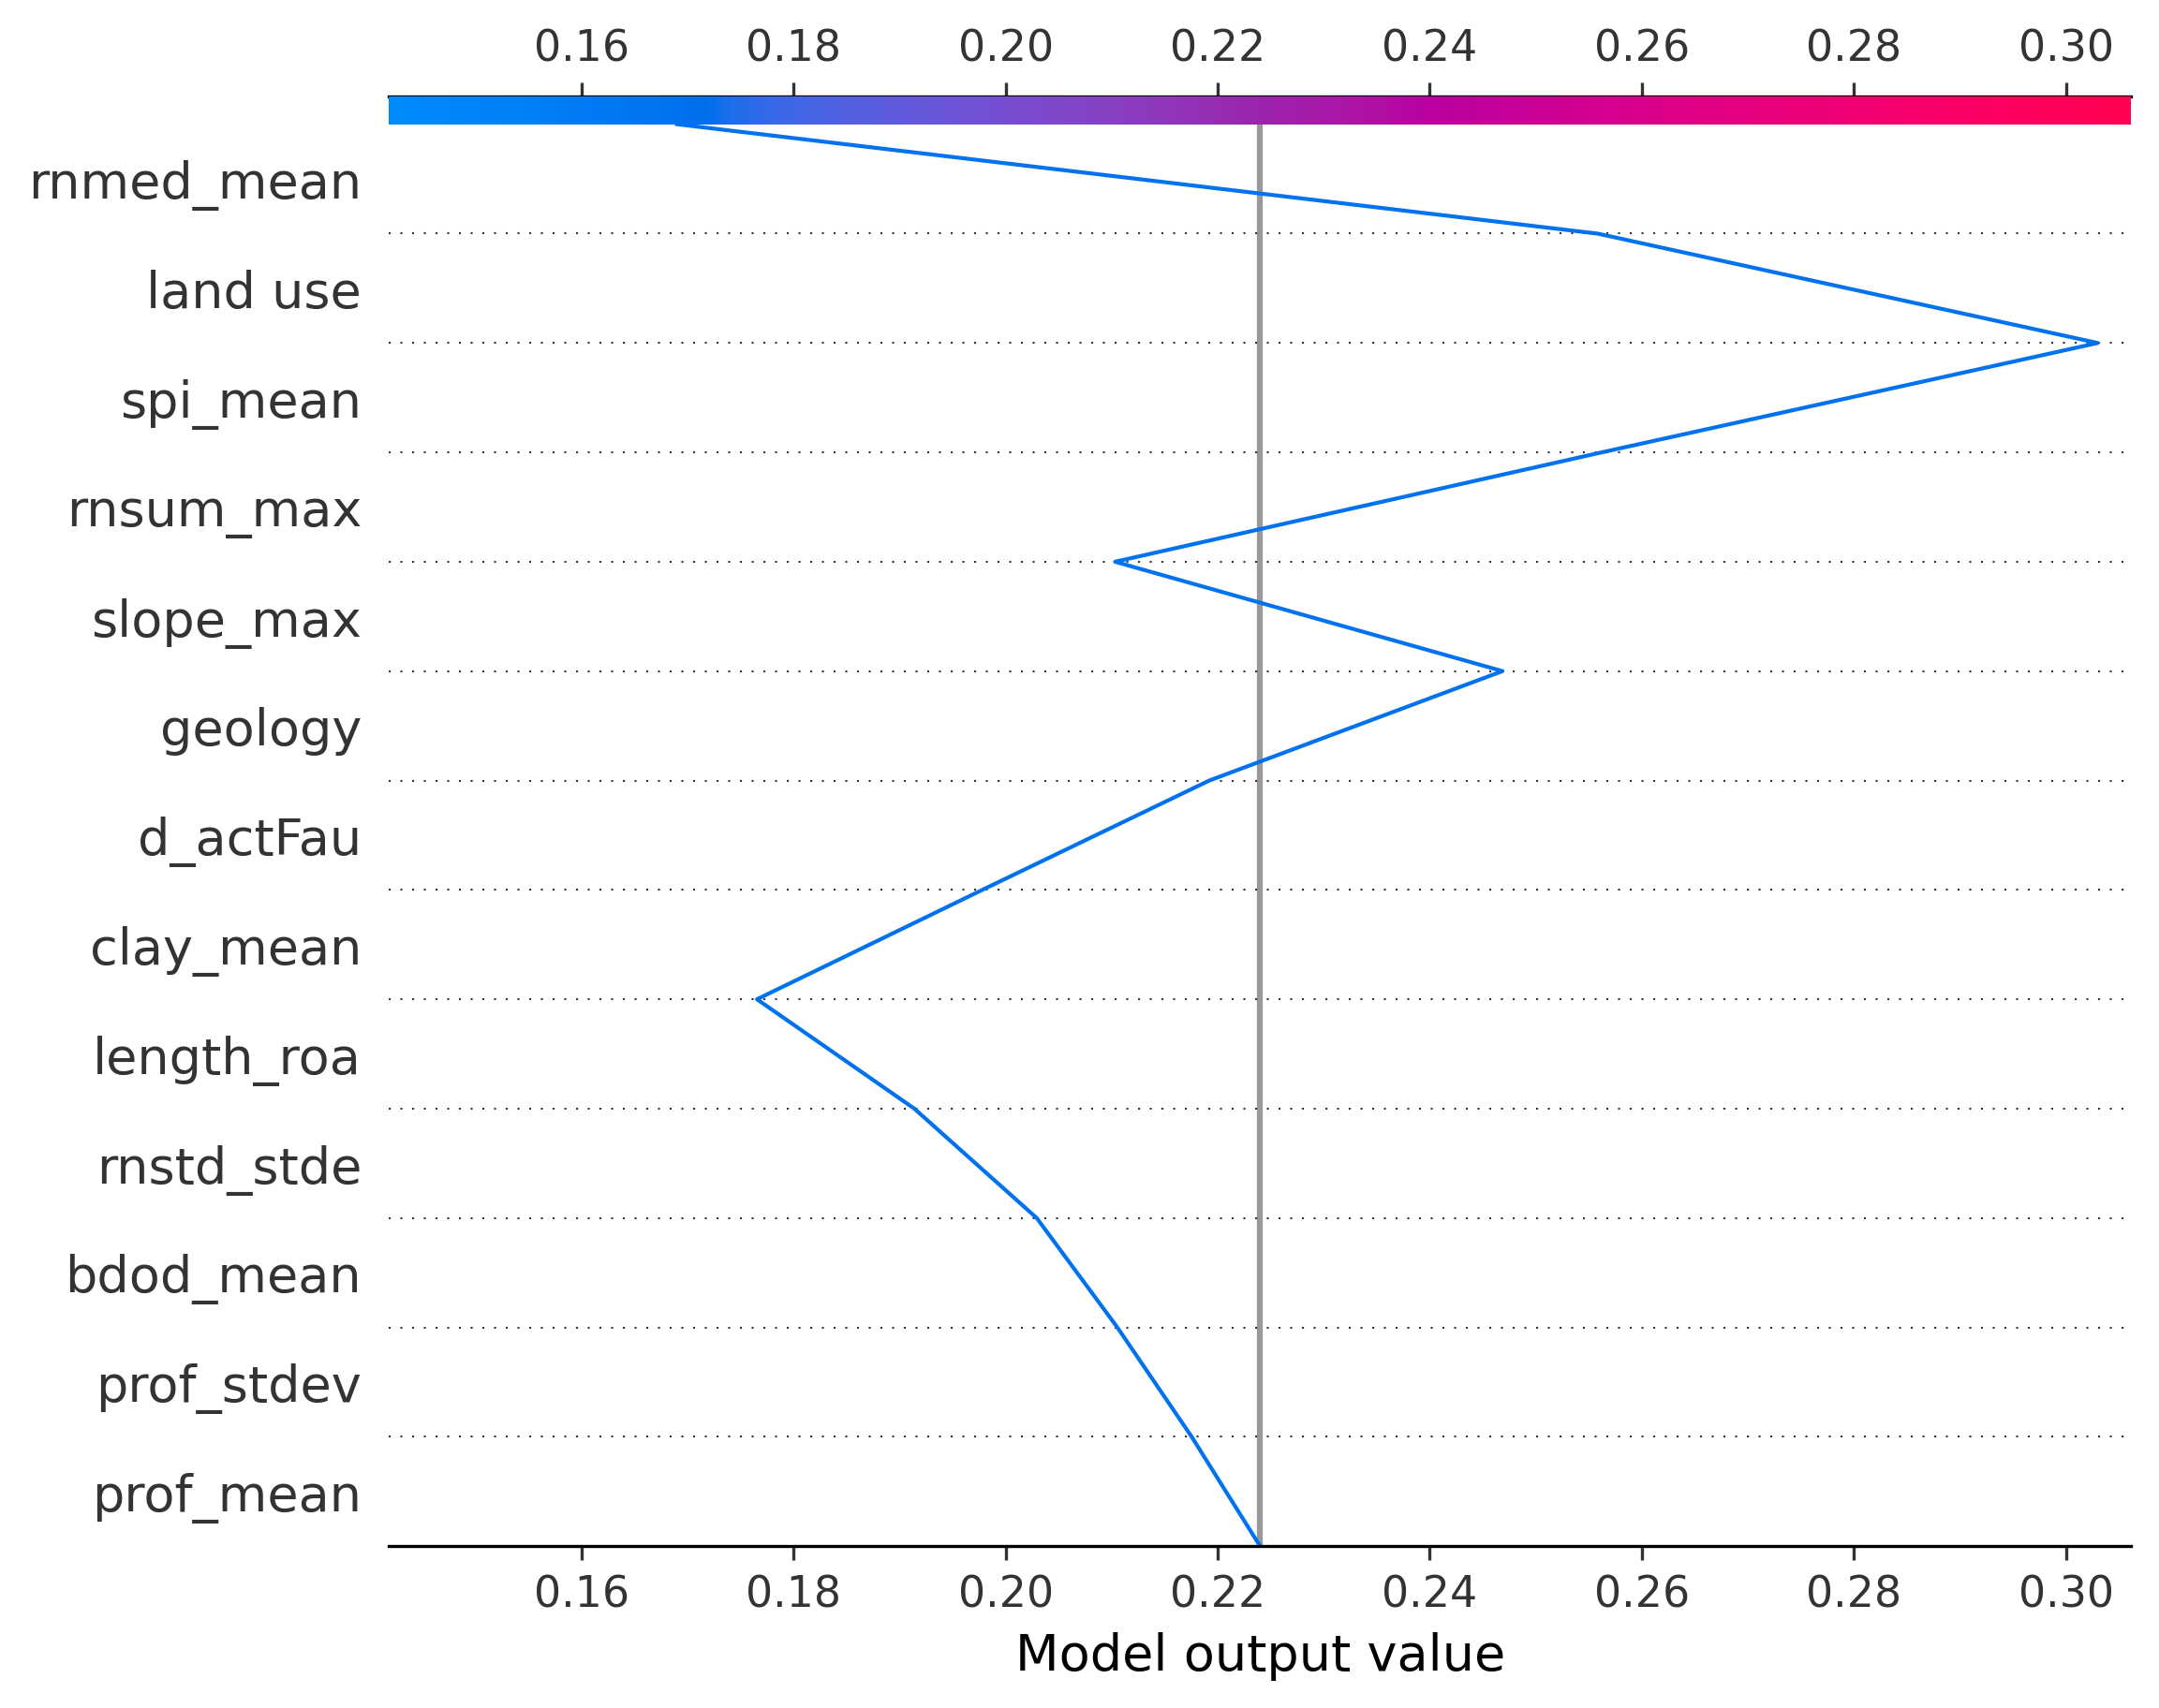 0.16 0.18 0.20 0.22 0.24 0.26 0.28 0.30
rnmed_mean
land use
spi_mean
rnsum_max
slope_max
geology
d_actFau
clay_mean
length_roa
rnstd_stde
bdod_mean
prof_stdev
prof_mean
0.16 0.18 0.20 0.22 0.24 0.26 0.28 0.30
Model output value